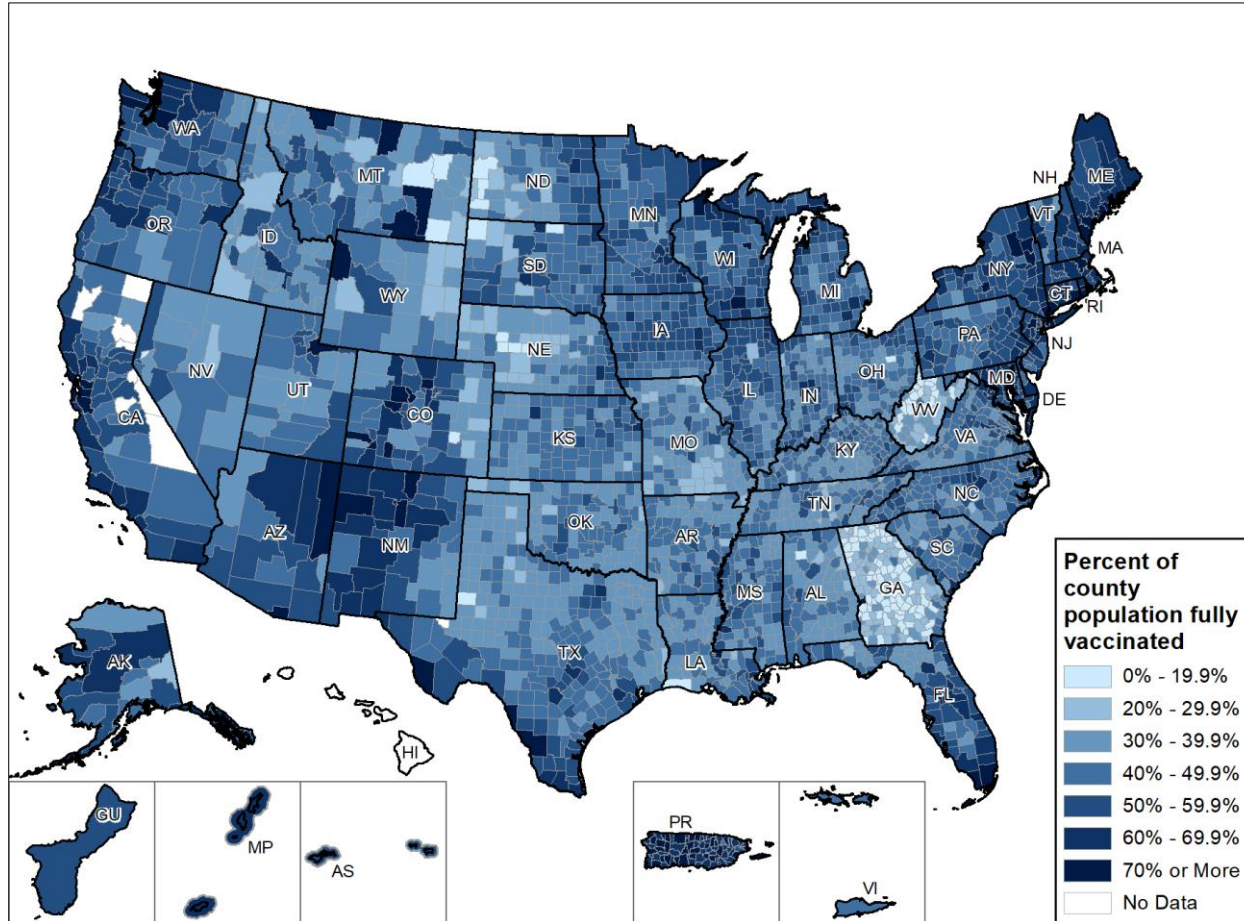 WA
MT
ND
MN
OR
ID
SD
WI
WY
MI
NH
ME
VT
NY
MA
CT
RI
NV
UT
CO
NE
IA
PA
NJ
CA
IL
IN
OH
MD
DE
WV
VA
KS
MO
KY
AZ
NM
OK
AR
TN
NC
SC
MS
AL
GA
TX
LA
FL
AK
HI
GU
MP
AS
PR
VI
Percent of
county
population fully
vaccinated
0% - 19.9%
20% - 29.9%
30% - 39.9%
40% - 49.9%
50% - 59.9%
60% - 69.9%
70% or More
No Data